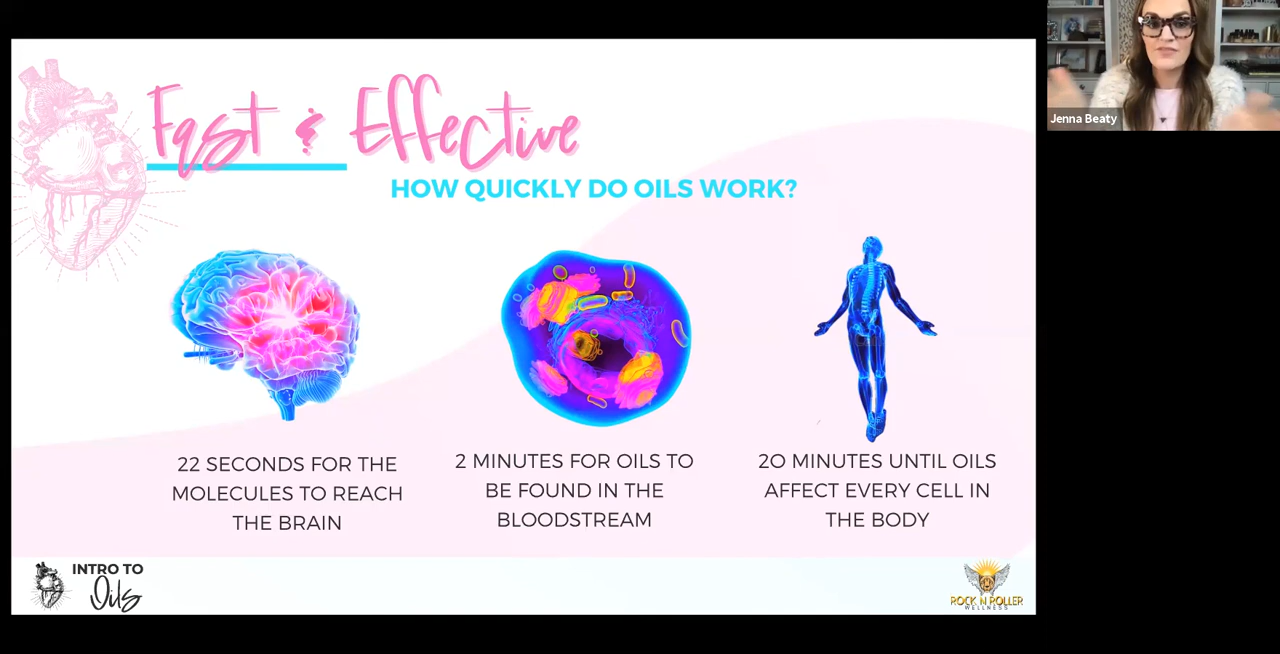 Fast & Effective
HOW QUICKLY DO OILS WORK?
22 SECONDS FOR THE
MOLECULES TO REACH
THE BRAIN
2 MINUTES FOR OILS TO
BE FOUND IN THE
BLOODSTREAM
20 MINUTES UNTIL OILS
AFFECT EVERY CELL IN
THE BODY
INTRO TO
Oils
ROCK N ROLLER
WELLNESS
Jenna Beaty